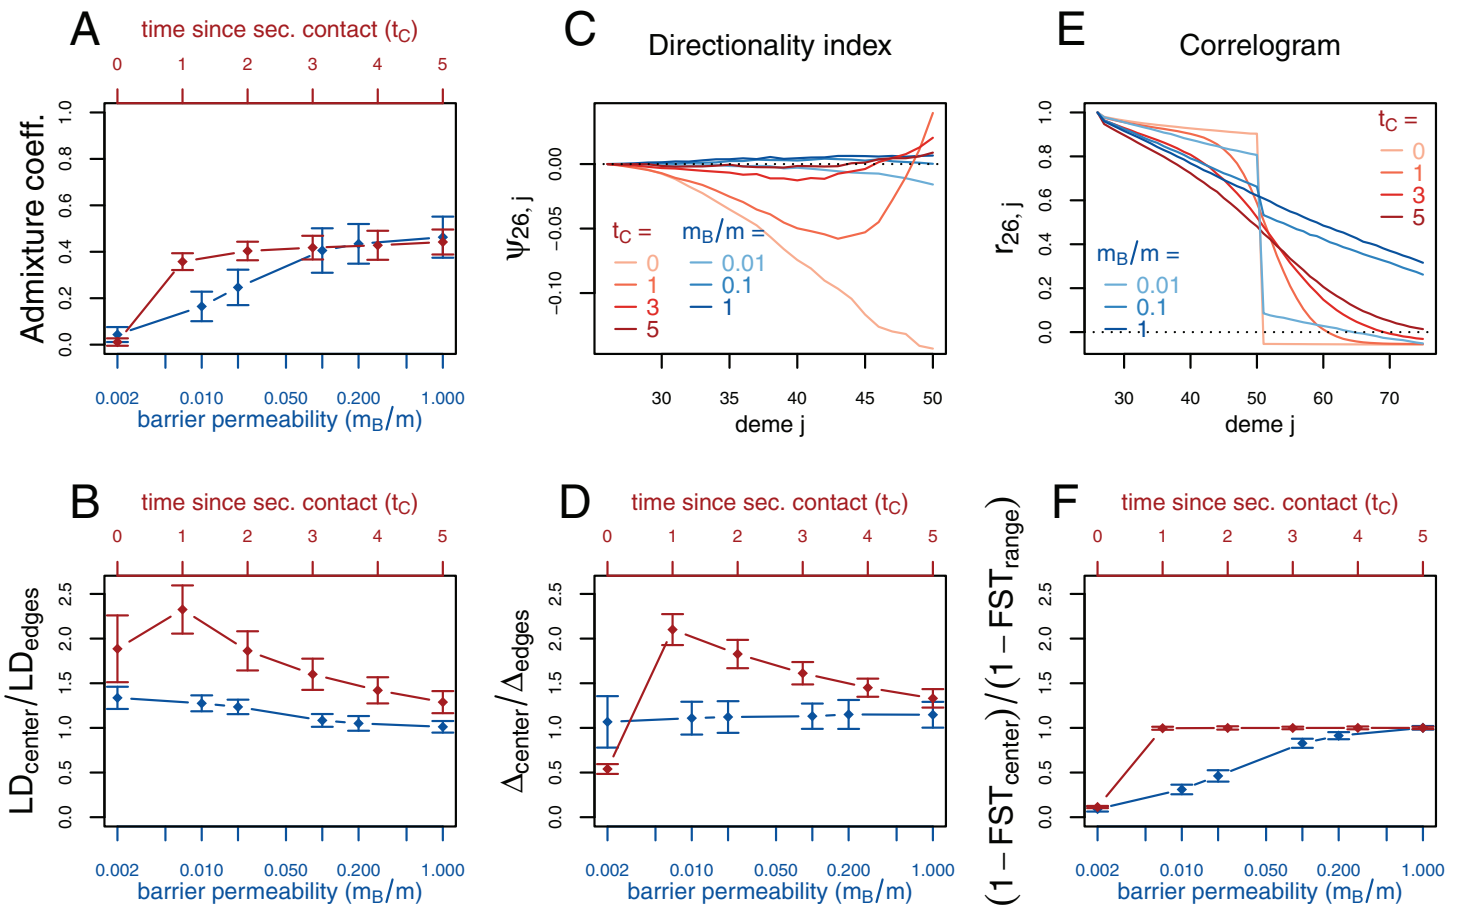 A
time since sec. contact (tC)
0 1 2 3 4 5
Admixture coeff.
0.0 0.2 0.4 0.6 0.8 1.0
0.002 0.010 0.050 0.200 1.000
barrier permeability (mB/m)
C
Directionality index
ψ26, j
0.00 −0.05 −0.10
tC =
0
1
3
5
mB/m =
0.01
0.1
1
30 35 40 45 50
deme j
E
Correlogram
r26, j
0.0 0.2 0.4 0.6 0.8 1.0
tC =
0
1
3
5
mB/m =
0.01
0.1
1
30 40 50 60 70
deme j
B
time since sec. contact (tC)
0 1 2 3 4 5
LDcenter/LDedges
0.0 0.5 1.0 1.5 2.0 2.5
0.002 0.010 0.050 0.200 1.000
barrier permeability (mB/m)
D
time since sec. contact (tC)
0 1 2 3 4 5
Δcenter/Δedges
0.0 0.5 1.0 1.5 2.0 2.5
0.002 0.010 0.050 0.200 1.000
barrier permeability (mB/m)
F
time since sec. contact (tC)
0 1 2 3 4 5
(1−FSTcenter)/(1−FSTrange)
0.0 0.5 1.0 1.5 2.0 2.5
0.002 0.010 0.050 0.200 1.000
barrier permeability (mB/m)